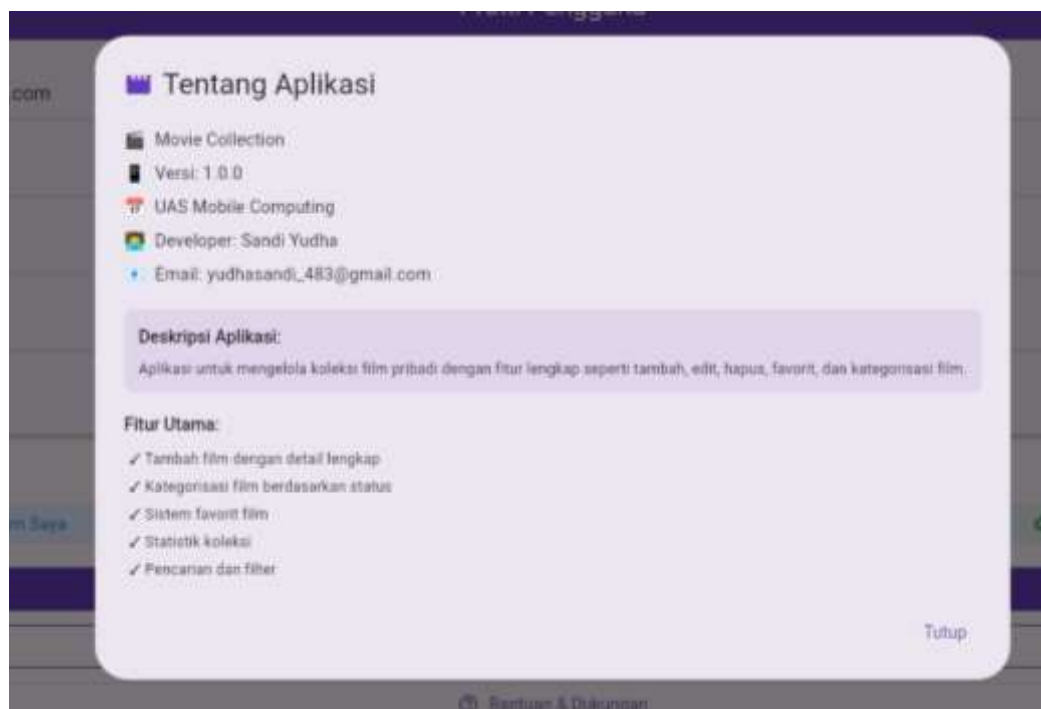 .com
Tentang Aplikasi
Movie Collection
Versi: 1.0.0
UAS Mobile Computing
Developer: Sandi Yudha
Email: yudhasandi_483@gmail.com
Deskripsi Aplikasi:
Aplikasi untuk mengelola koleksi film pribadi dengan fitur lengkap seperti tambah, edit, hapus, favorit, dan kategorisasi film.
Fitur Utama:
✓ Tambah film dengan detail lengkap
✓ Kategorisasi film berdasarkan status
✓ Sistem favorit film
Saya
✓ Statistik koleksi
✓ Pencarian dan filter
Tutup
Bantuan & Dukungan